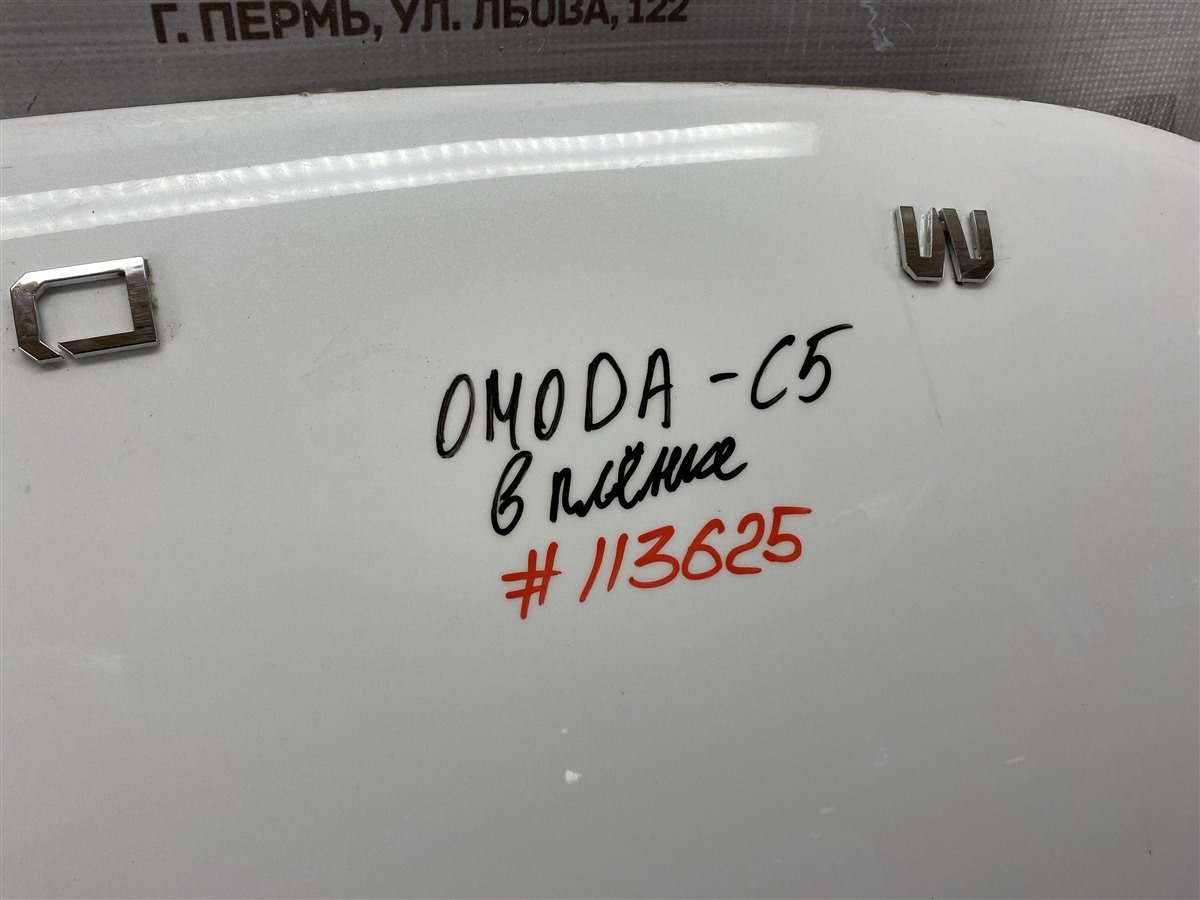 Г. ПЕРМЬ, УЛ. ЛЬВОВА, 122
OMODA - C5
в плёнке
#113625